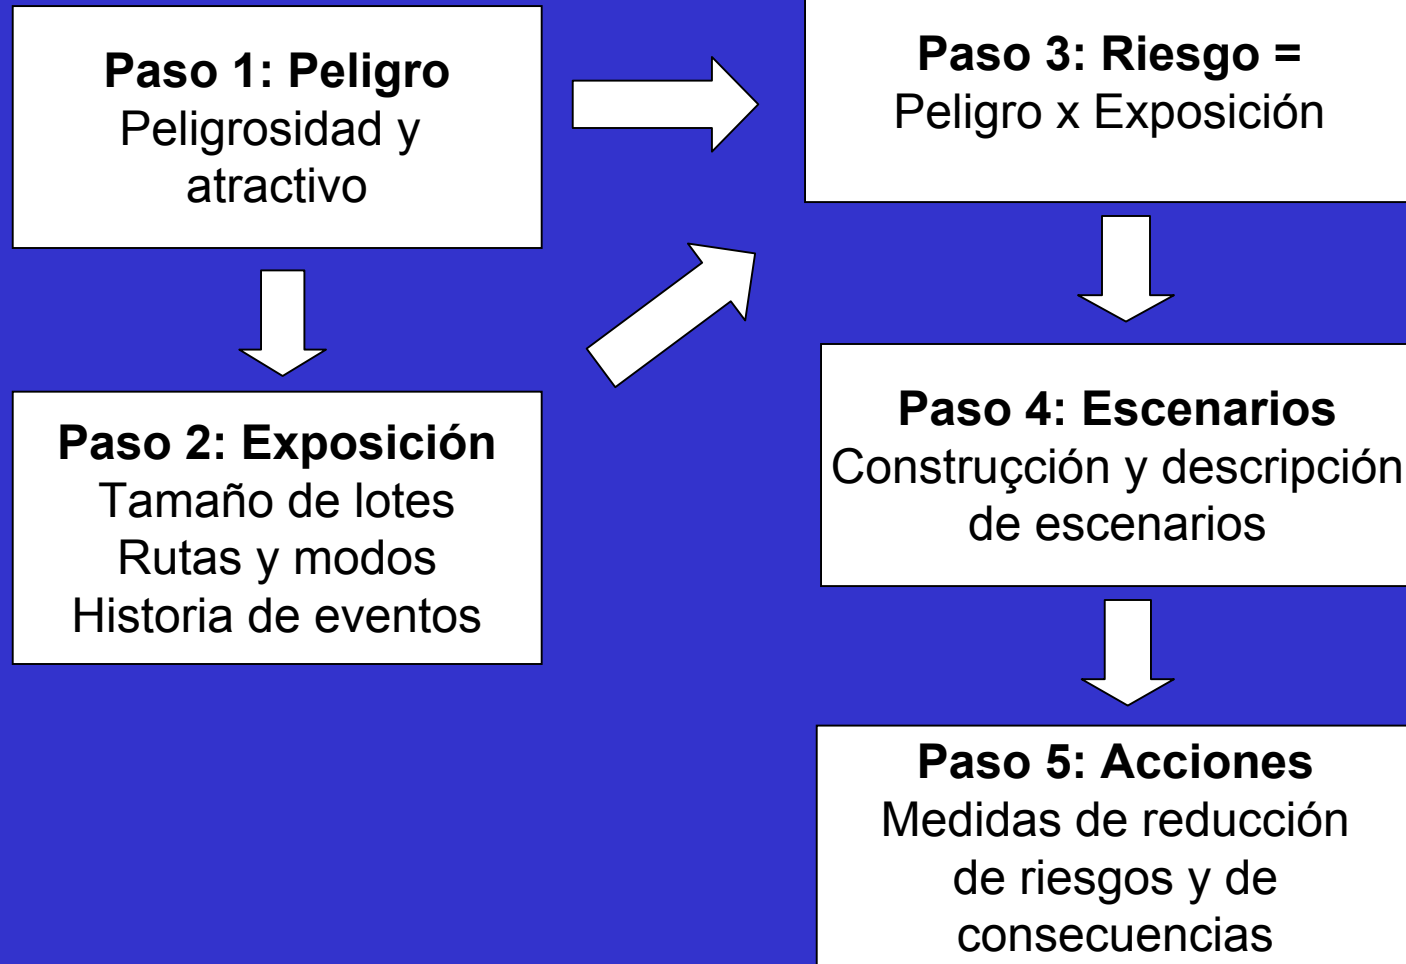 Paso 1: Peligro
Peligrosidad y
atractivo
Paso 2: Exposición
Tamaño de lotes
Rutas y modos
Historia de eventos
Paso 3: Riesgo =
Peligro x Exposición
Paso 4: Escenarios
Construçción y descripción
de escenarios
Paso 5: Acciones
Medidas de reducción
de riesgos y de
consecuencias